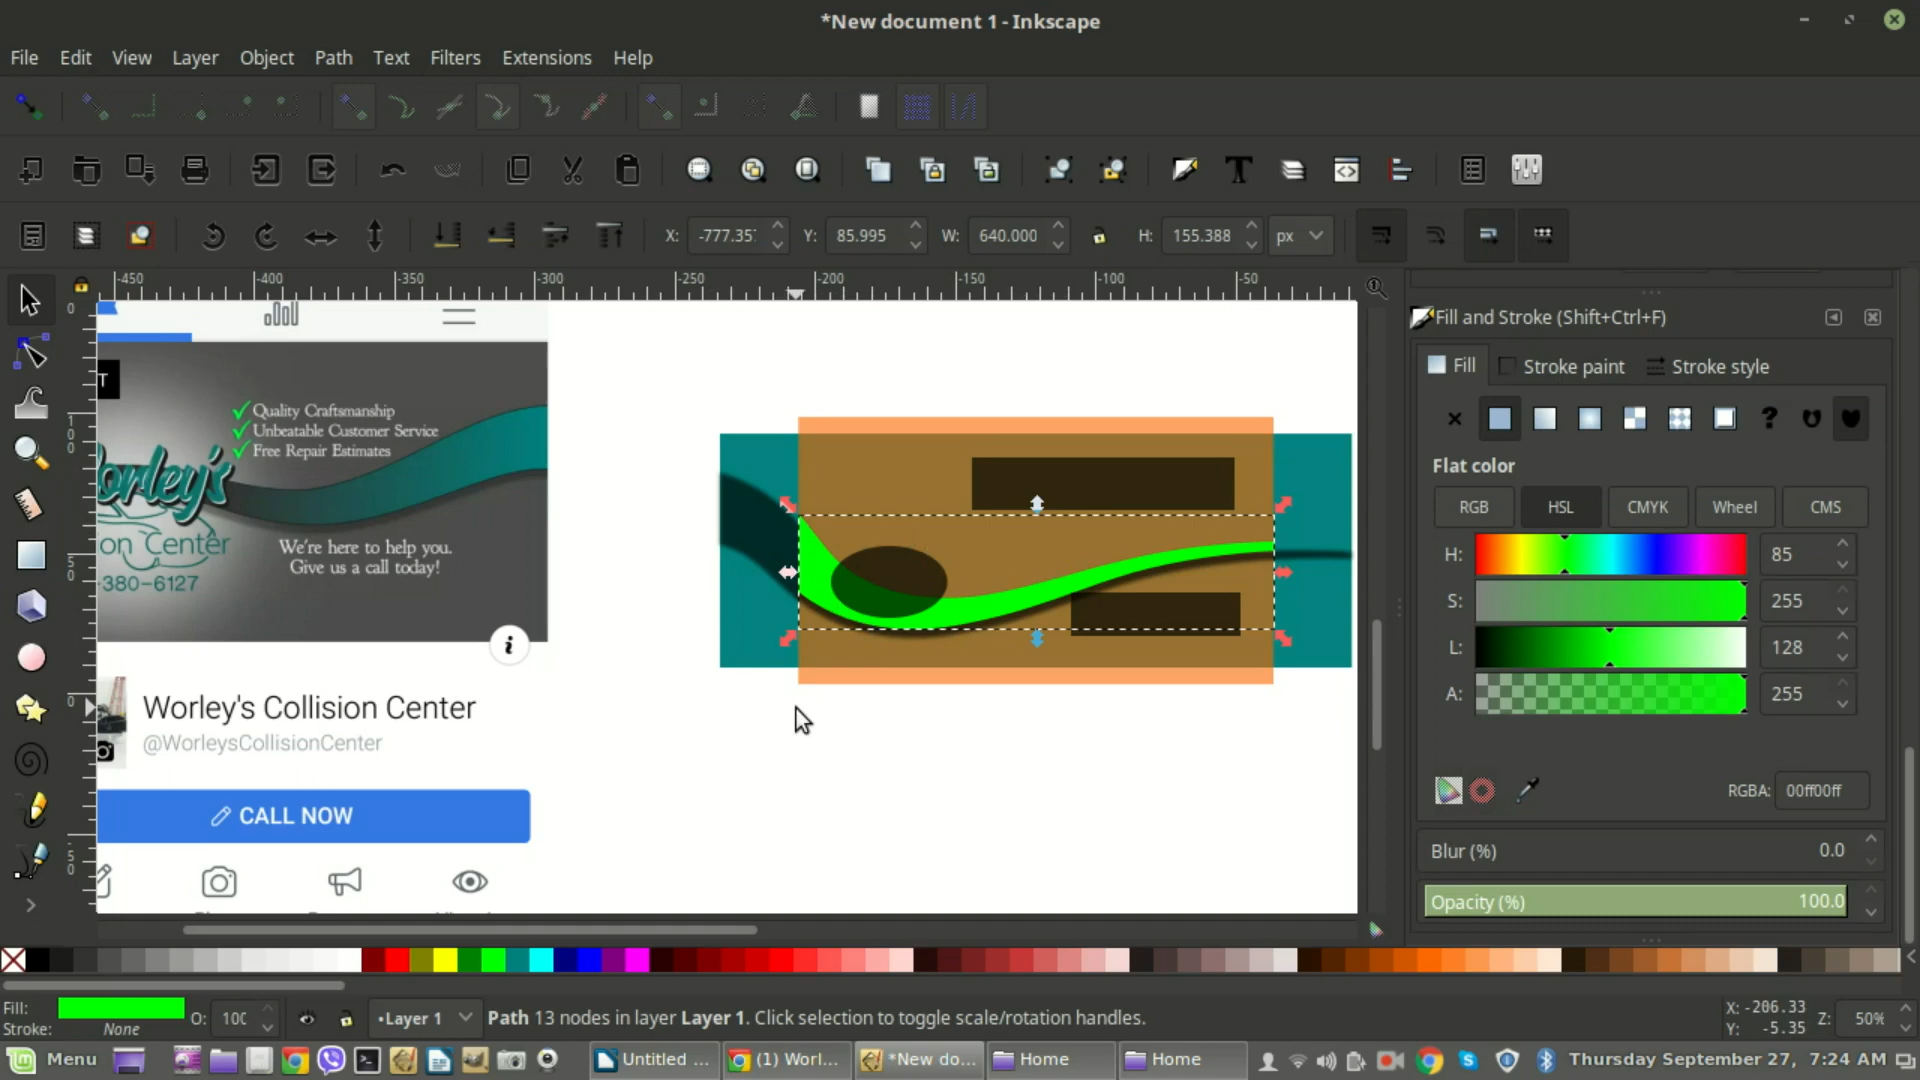 *New document 1 - Inkscape
File Edit View Layer Object Path Text Filters Extensions Help
X: -777.35 Y: 85.995 W: 640.000 H: 155.388 px
-450 -400 -350 -300 -250 -200 -150 -100 -50
Fill and Stroke (Shift+Ctrl+F)
Fill Stroke paint Stroke style
Flat color
RGB HSL CMYK Wheel CMS
H: 85
S: 255
L: 128
A: 255
RGBA: 00ff00ff
Blur (%) 0.0
Opacity (%) 100.0
T
Quality Craftsmanship
Unbeatable Customer Service
Free Repair Estimates
orley's
on Center
-380-6127
We're here to help you.
Give us a call today!
i
Worley's Collision Center
@WorleysCollisionCenter
CALL NOW
Fill:
Stroke: None
O: 100
•Layer 1
Path 13 nodes in layer Layer 1. Click selection to toggle scale/rotation handles.
X: -206.33
Y: -5.35
Z: 50%
Menu
Untitled ...
(1) Worl...
*New do...
Home
Home
Thursday September 27, 7:24 AM